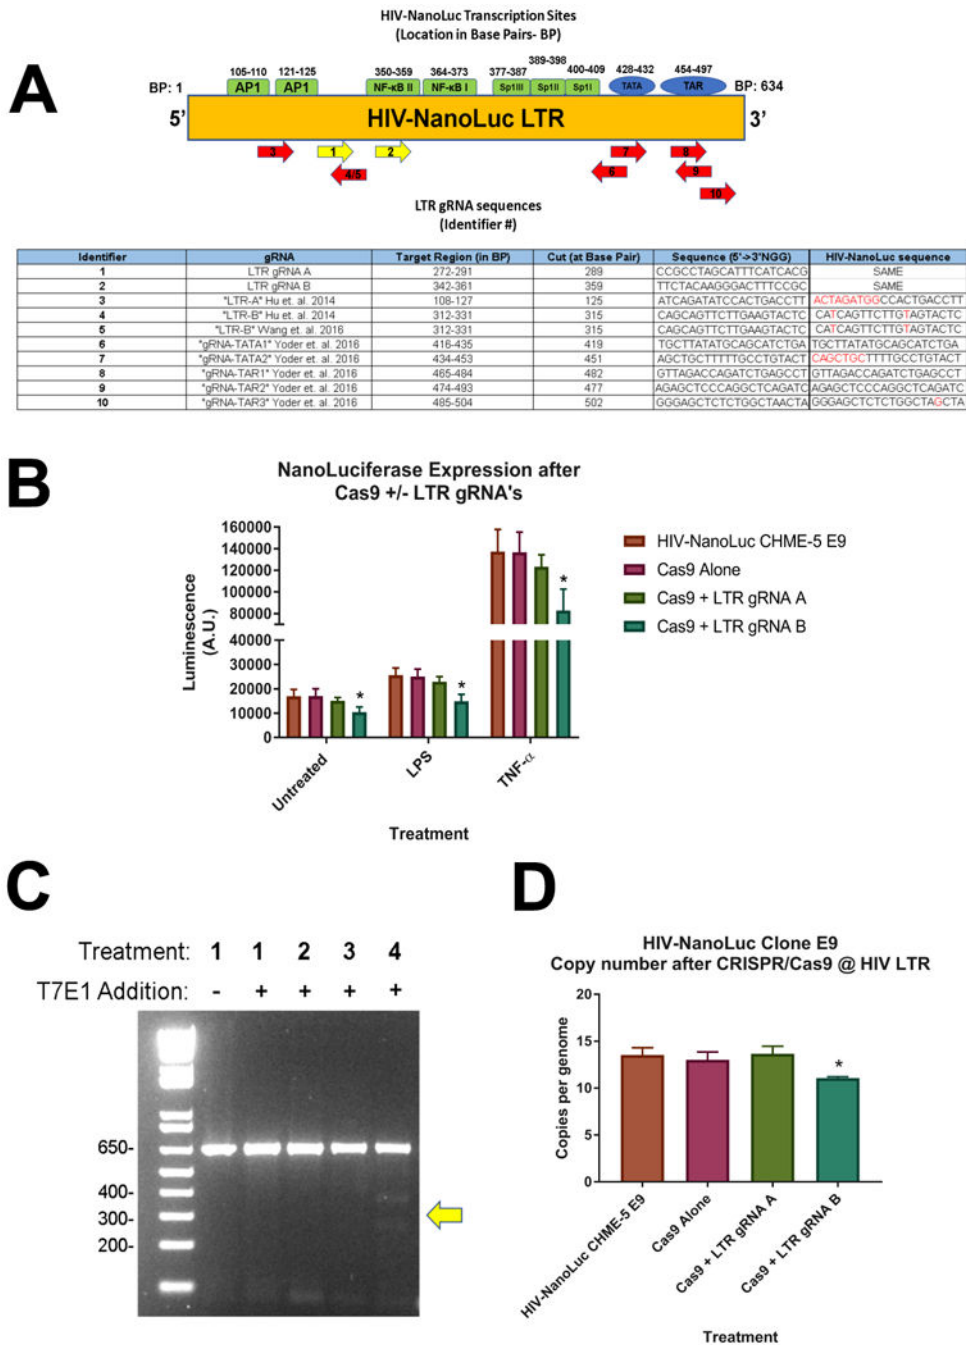 HIV-NanoLuc Transcription Sites
(Location in Base Pairs- BP)
A
389-398
105-110 121-125 350-359 364-373 377-387 400-409 428-432 454-497
BP: 1 AP1 AP1 NF-κB II NF-κB I Sp1III Sp1II Sp1I TATA TAR BP: 634
5' HIV-NanoLuc LTR 3'
3 1 2 7 8
4/5 6 9
10
LTR gRNA sequences
(Identifier #)
Identifier gRNA Target Region (in BP) Cut (at Base Pair) Sequence (5'->3'NGG) HIV-NanoLuc sequence
1 LTR gRNA A 272-291 289 CCGCCTAGCATTTCATCACG SAME
2 LTR gRNA B 342-361 359 TTCTACAAGGGACTTTCCGC SAME
3 "LTR-A" Hu et. al. 2014 108-127 125 ATCAGATATCCACTGACCTT ACTAGATGGCCACTGACCTT
4 "LTR-B" Hu et. al. 2014 312-331 315 CAGCAGTTCTTGAAGTACTC CATCAGTTCTTGTAGTACTC
5 "LTR-B" Wang et. al. 2016 312-331 315 CAGCAGTTCTTGAAGTACTC CATCAGTTCTTGTAGTACTC
6 "gRNA-TATA1" Yoder et. al. 2016 416-435 419 TGCTTATATGCAGCATCTGA TGCTTATATGCAGCATCTGA
7 "gRNA-TATA2" Yoder et. al. 2016 434-453 451 AGCTGCTTTTTGCCTGTACT CAGCTGCTTTTGCCTGTACT
8 "gRNA-TAR1" Yoder et. al. 2016 465-484 482 GTTAGACCAGATCTGAGCCT GTTAGACCAGATCTGAGCCT
9 "gRNA-TAR2" Yoder et. al. 2016 474-493 477 AGAGCTCCCAGGCTCAGATC AGAGCTCCCAGGCTCAGATC
10 "gRNA-TAR3" Yoder et. al. 2016 485-504 502 GGGAGCTCTCTGGCTAACTA GGGAGCTCTCTGGCTAGCTA
B
NanoLuciferase Expression after
Cas9 +/- LTR gRNA's
Luminescence
(A.U.)
160000
140000
120000
100000
80000
60000
40000
30000
20000
10000
0
* * *
Untreated LPS TNF-α
Treatment
HIV-NanoLuc CHME-5 E9
Cas9 Alone
Cas9 + LTR gRNA A
Cas9 + LTR gRNA B
C
Treatment: 1 1 2 3 4
T7E1 Addition: - + + + +
650-
400-
300-
200-
D
HIV-NanoLuc Clone E9
Copy number after CRISPR/Cas9 @ HIV LTR
Copies per genome
20
15
10
5
0
*
HIV-NanoLuc CHME-5 E9
Cas9 Alone
Cas9 + LTR gRNA A
Cas9 + LTR gRNA B
Treatment